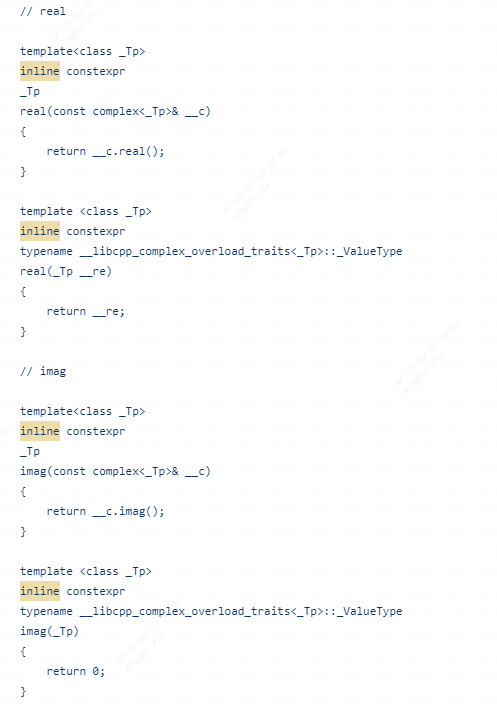 // real
template<class _Tp>
inline constexpr
_Tp
real(const complex<_Tp>& __c)
{
    return __c.real();
}
template <class _Tp>
inline constexpr
typename __libcpp_complex_overload_traits<_Tp>::_ValueType
real(_Tp __re)
{
    return __re;
}
// imag
template<class _Tp>
inline constexpr
_Tp
imag(const complex<_Tp>& __c)
{
    return __c.imag();
}
template <class _Tp>
inline constexpr
typename __libcpp_complex_overload_traits<_Tp>::_ValueType
imag(_Tp)
{
    return 0;
}